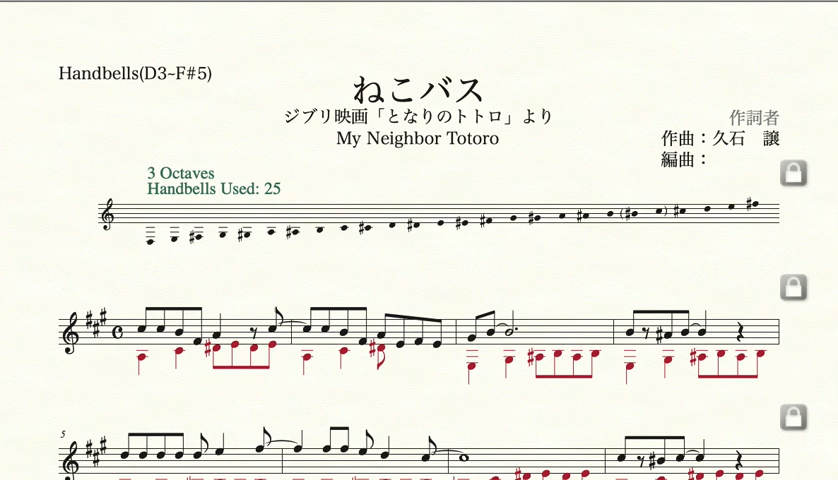 Handbells(D3~F#5)
ねこバス
ジブリ映画「となりのトトロ」より
My Neighbor Totoro
作詞者
作曲：久石　譲
編曲：
3 Octaves
Handbells Used: 25
5